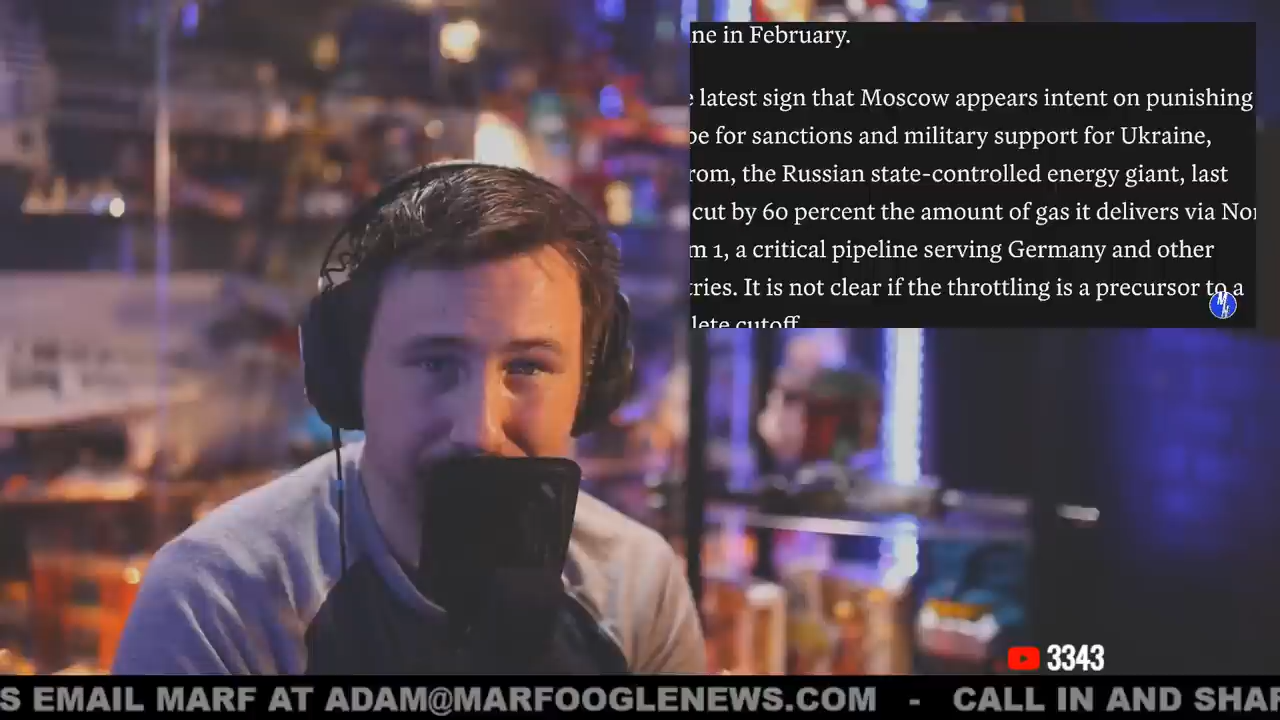 ne in February.
e latest sign that Moscow appears intent on punishing
pe for sanctions and military support for Ukraine,
rom, the Russian state-controlled energy giant, last
cut by 60 percent the amount of gas it delivers via Nor
m 1, a critical pipeline serving Germany and other
tries. It is not clear if the throttling is a precursor to a
lete cutoff
3343
S EMAIL MARF AT ADAM@MARFOOGLENEWS.COM - CALL IN AND SHAR